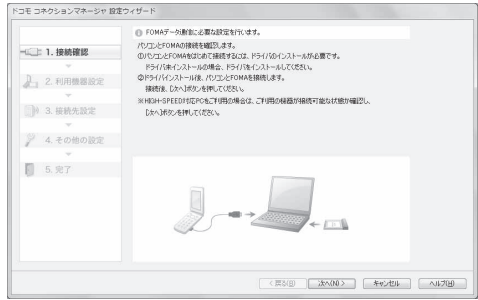 ドコモ コネクションマネージャ 設定ウィザード
FOMAデータ通信に必要な設定を行います。
1. 接続確認
2. 利用機器設定
3. 接続先設定
4. その他の設定
5. 完了
パソコンとFOMAの接続を確認します。
①パソコンとFOMAをはじめて接続するには、ドライバのインストールが必要です。
ドライバ未インストールの場合、ドライバをインストールしてください。
②ドライバインストール後、パソコンとFOMAを接続します。
接続後、[次へ]ボタンを押してください。
※HIGH-SPEED対応PCをご利用の場合は、ご利用の機器が接続可能な状態か確認し、
[次へ]ボタンを押してください。
< 戻る(B)
次へ(N) >
キャンセル
ヘルプ(H)